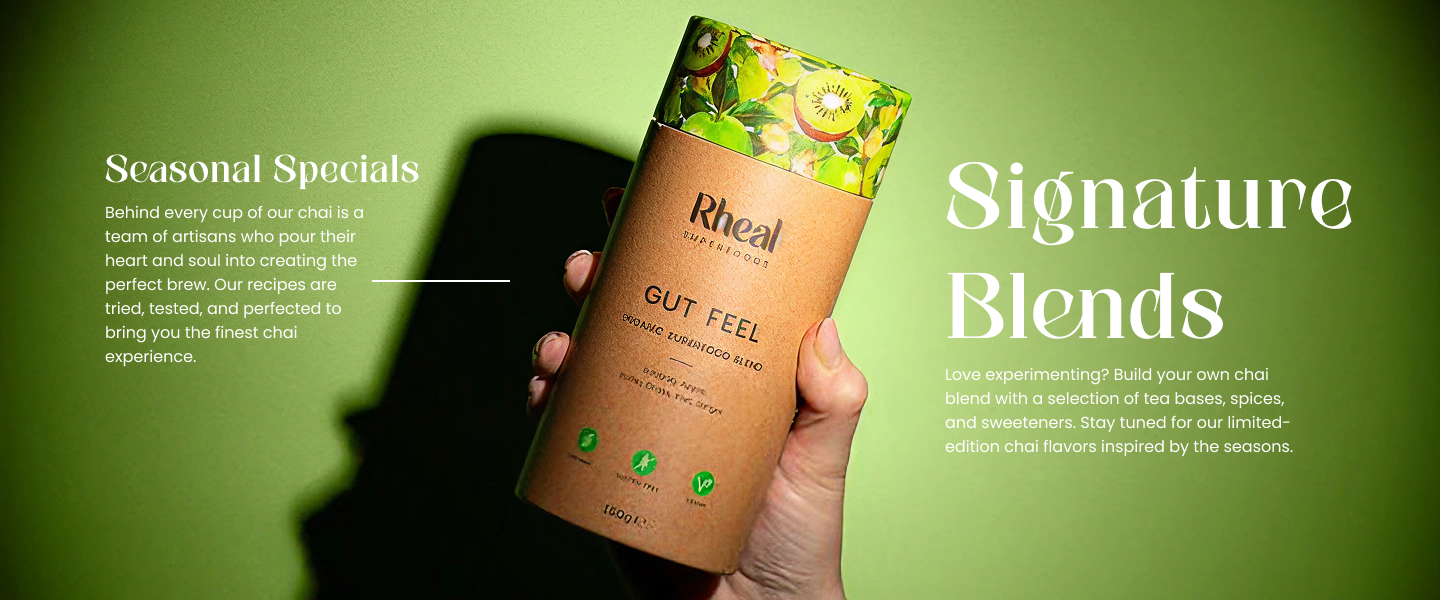 Seasonal Specials
Behind every cup of our chai is a
team of artisans who pour their
heart and soul into creating the
perfect brew. Our recipes are
tried, tested, and perfected to
bring you the finest chai
experience.
Rheal
SUPERFOODS
GUT FEEL
ORGANIC
Signature
Blends
Love experimenting? Build your own chai
blend with a selection of tea bases, spices,
and sweeteners. Stay tuned for our limited-
edition chai flavors inspired by the seasons.